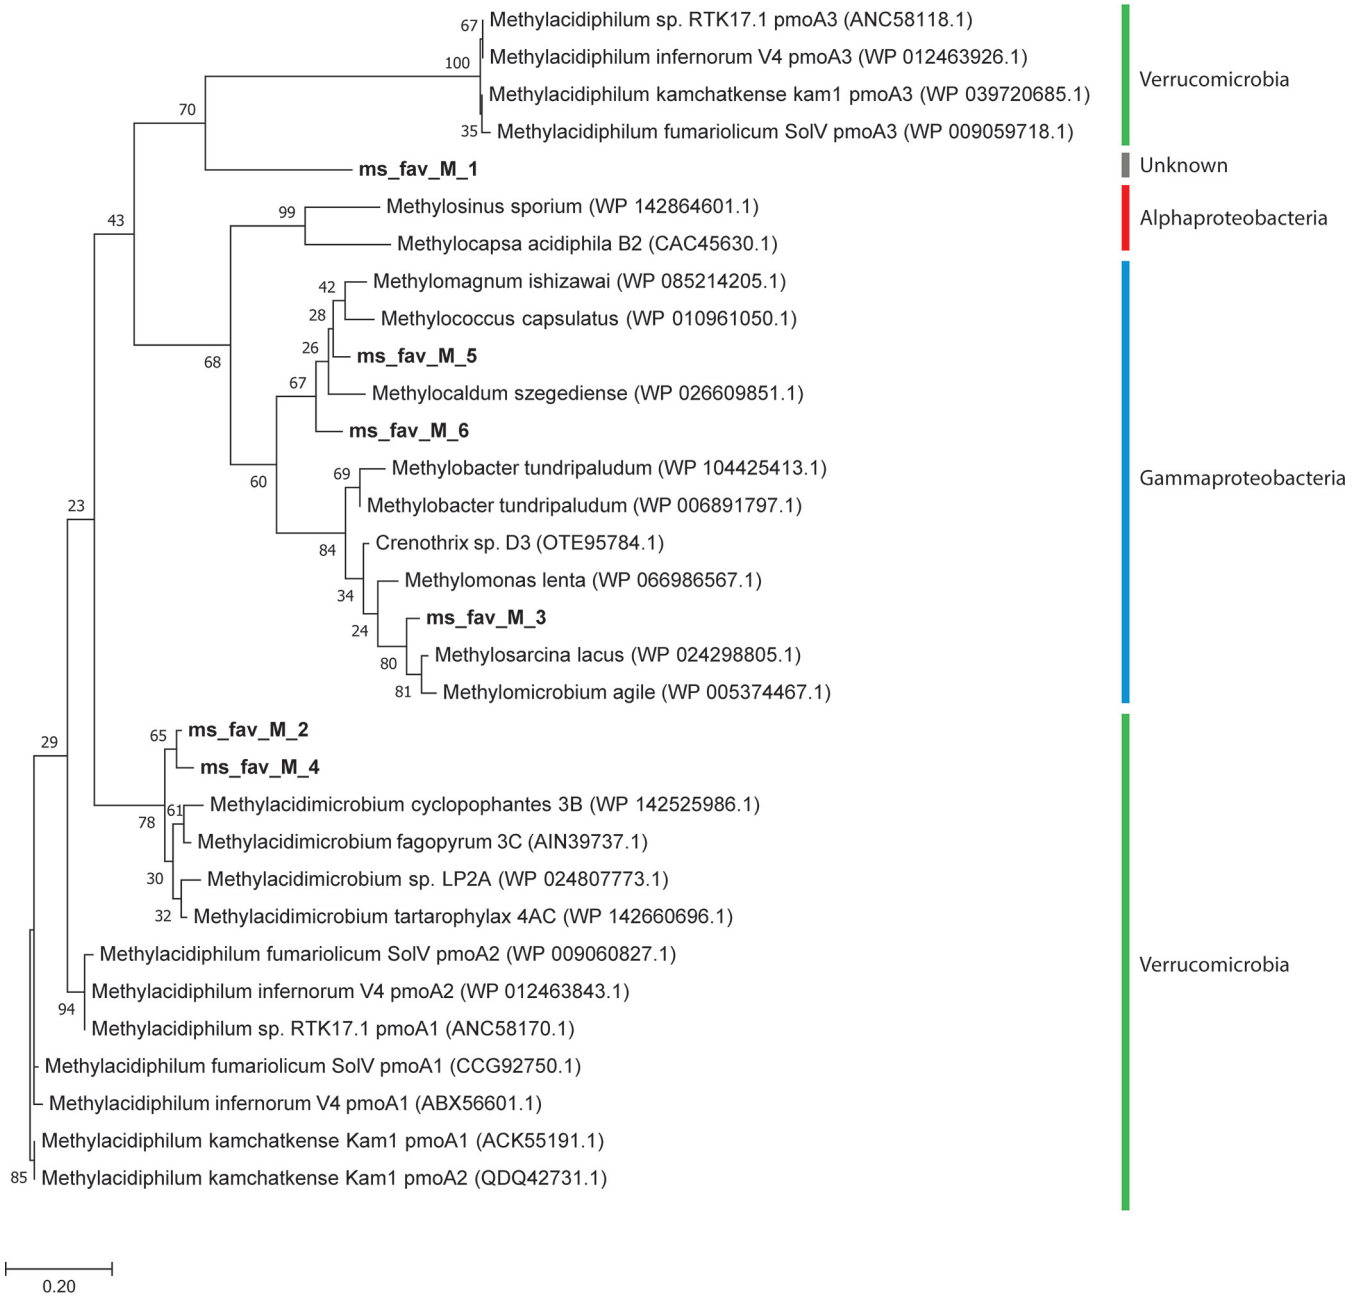 67 Methylacidiphilum sp. RTK17.1 pmoA3 (ANC58118.1)
Methylacidiphilum infernorum V4 pmoA3 (WP 012463926.1)
100
Verrucomicrobia
Methylacidiphilum kamchatkense kam1 pmoA3 (WP 039720685.1)
70
35 Methylacidiphilum fumariolicum SolV pmoA3 (WP 009059718.1)
ms_fav_M_1
Unknown
Methylosinus sporium (WP 142864601.1)
99
43
Alphaproteobacteria
Methylocapsa acidiphila B2 (CAC45630.1)
Methylomagnum ishizawai (WP 085214205.1)
42
28
Methylococcus capsulatus (WP 010961050.1)
26
ms_fav_M_5
68
67
Methylocaldum szegediense (WP 026609851.1)
ms_fav_M_6
Methylobacter tundripaludum (WP 104425413.1)
69
60
Gammaproteobacteria
Methylobacter tundripaludum (WP 006891797.1)
23
Crenothrix sp. D3 (OTE95784.1)
84
Methylomonas lenta (WP 066986567.1)
34
ms_fav_M_3
24
Methylosarcina lacus (WP 024298805.1)
80
81 Methylomicrobium agile (WP 005374467.1)
ms_fav_M_2
65
29
ms_fav_M_4
Methylacidimicrobium cyclopophantes 3B (WP 142525986.1)
61
78
Methylacidimicrobium fagopyrum 3C (AIN39737.1)
Methylacidimicrobium sp. LP2A (WP 024807773.1)
30
32 Methylacidimicrobium tartarophylax 4AC (WP 142660696.1)
Methylacidiphilum fumariolicum SolV pmoA2 (WP 009060827.1)
Verrucomicrobia
Methylacidiphilum infernorum V4 pmoA2 (WP 012463843.1)
94
Methylacidiphilum sp. RTK17.1 pmoA1 (ANC58170.1)
Methylacidiphilum fumariolicum SolV pmoA1 (CCG92750.1)
Methylacidiphilum infernorum V4 pmoA1 (ABX56601.1)
Methylacidiphilum kamchatkense Kam1 pmoA1 (ACK55191.1)
85 Methylacidiphilum kamchatkense Kam1 pmoA2 (QDQ42731.1)
0.20